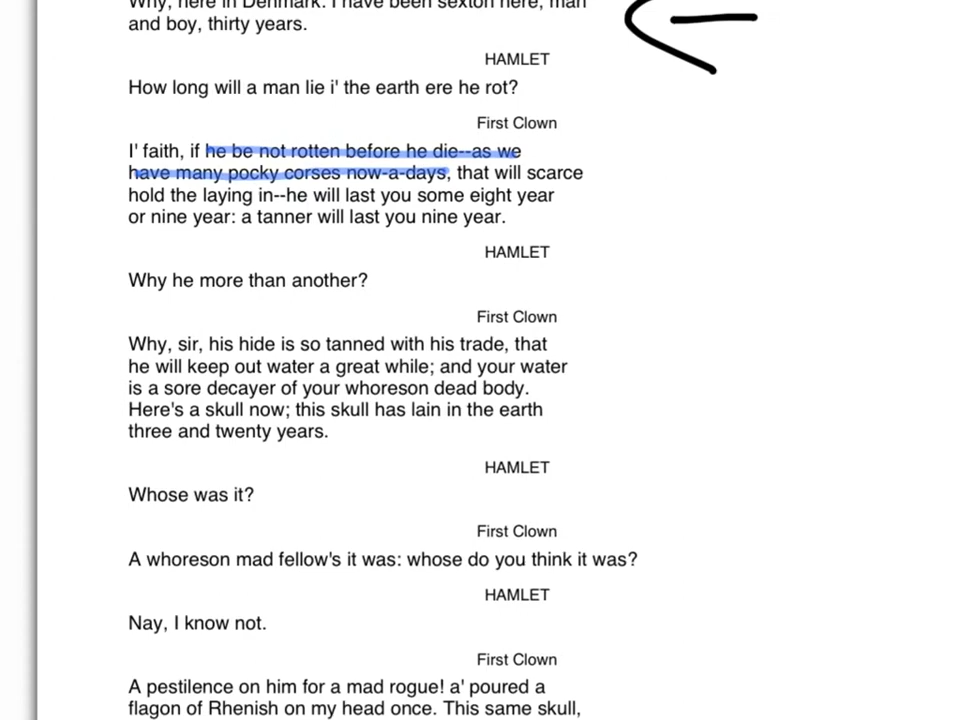 Why, here in Denmark: I have been sexton here, man
and boy, thirty years.
HAMLET
How long will a man lie i' the earth ere he rot?
First Clown
I' faith, if he be not rotten before he die--as we
have many pocky corses now-a-days, that will scarce
hold the laying in--he will last you some eight year
or nine year: a tanner will last you nine year.
HAMLET
Why he more than another?
First Clown
Why, sir, his hide is so tanned with his trade, that
he will keep out water a great while; and your water
is a sore decayer of your whoreson dead body.
Here's a skull now; this skull has lain in the earth
three and twenty years.
HAMLET
Whose was it?
First Clown
A whoreson mad fellow's it was: whose do you think it was?
HAMLET
Nay, I know not.
First Clown
A pestilence on him for a mad rogue! a' poured a
flagon of Rhenish on my head once. This same skull,